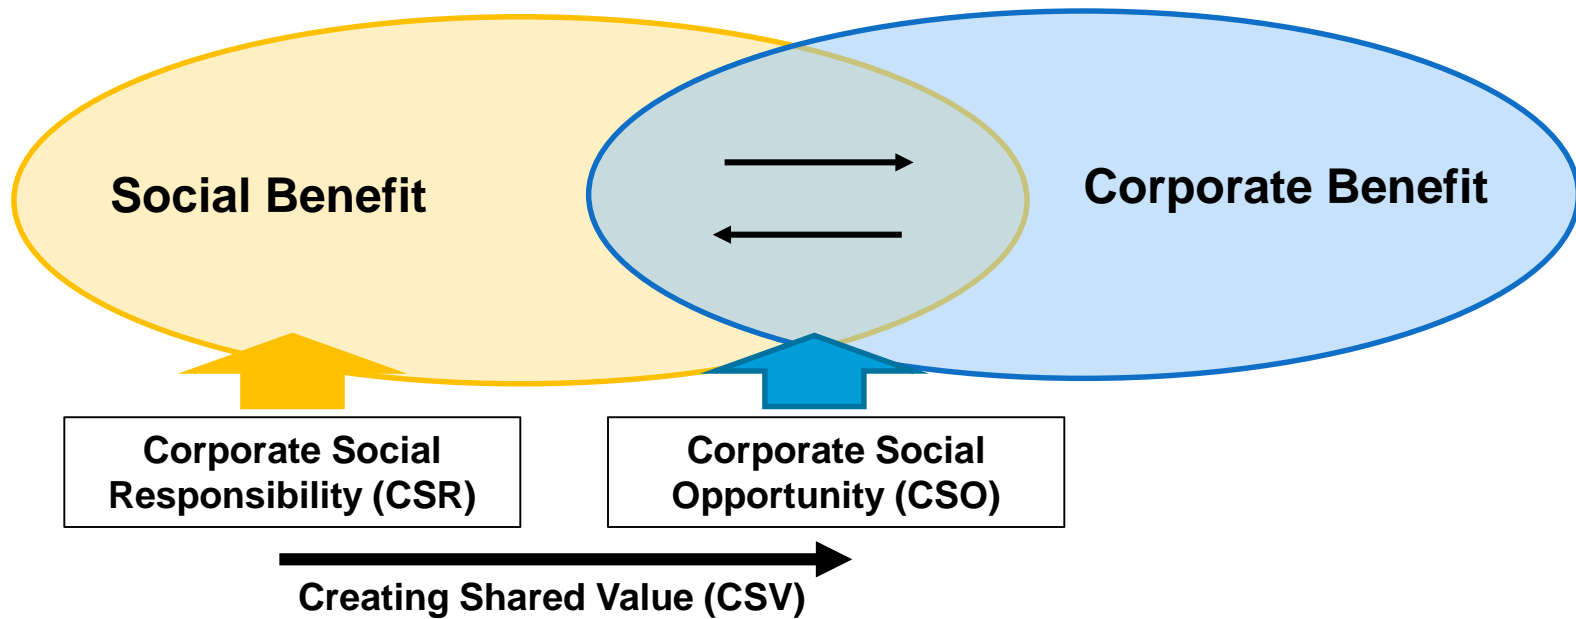 Social Benefit
Corporate Benefit
Corporate Social
Responsibility (CSR)
Corporate Social
Opportunity (CSO)
Creating Shared Value (CSV)